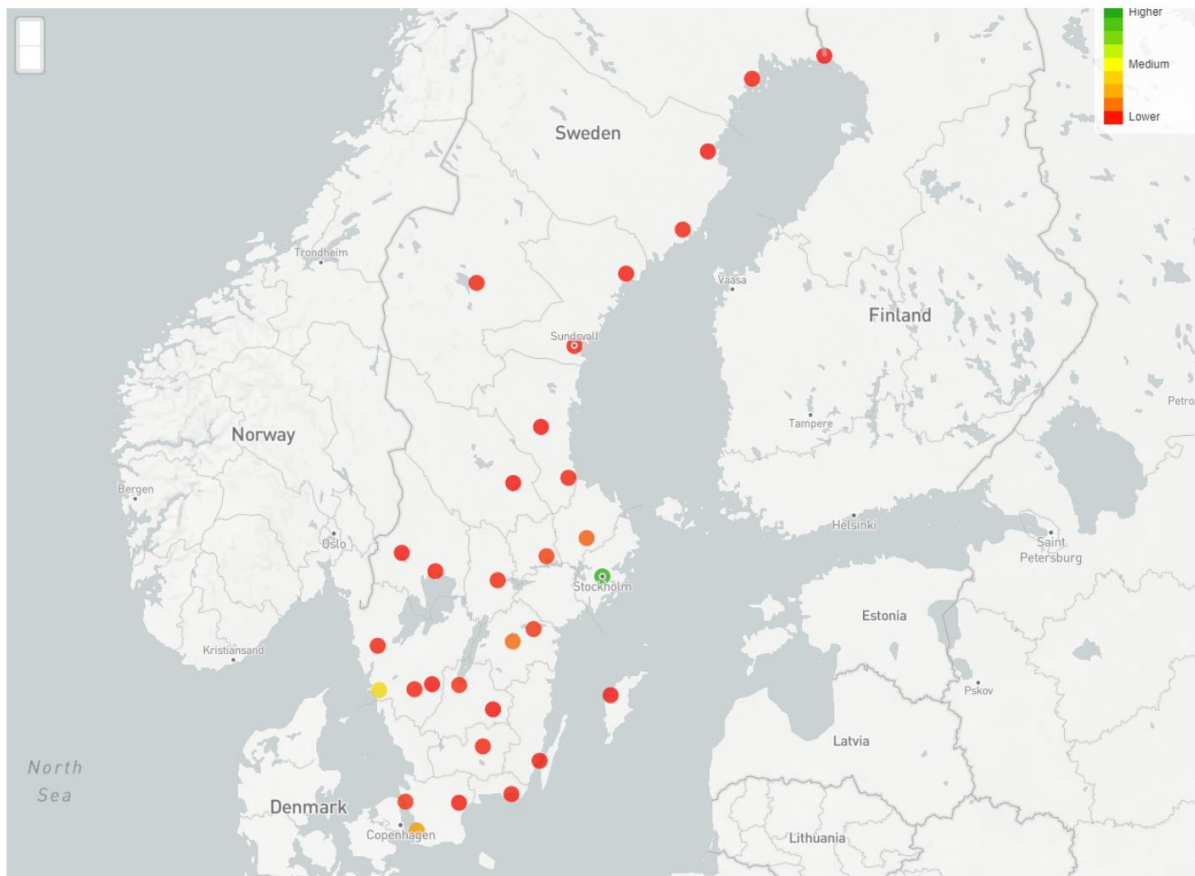 Higher
Medium
Sweden
Lower
Trondheim
Vaasa
Finland
Sundsvall
Petro
Tampere
Norway
Bergen
Helsinki
Oslo
Saint
Petersburg
Stockholm
Estonia
Kristiansand
Pskov
Latvia
North
Sea
Denmark
Copenhagen
Lithuania